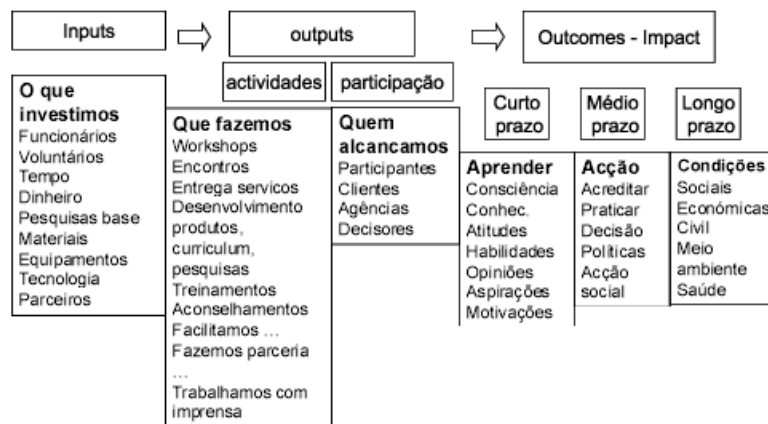 Inputs
outputs
Outcomes - Impact
actividades
participação
Curto
prazo
Médio
prazo
Longo
prazo
O que
investimos
Funcionários
Voluntários
Tempo
Dinheiro
Pesquisas base
Materiais
Equipamentos
Tecnologia
Parceiros
Que fazemos
Workshops
Encontros
Entrega servicos
Desenvolvimento
produtos,
curriculum,
pesquisas
Treinamentos
Aconselhamentos
Facilitamos ...
Fazemos parceria
...
Trabalhamos com
imprensa
Quem
alcancamos
Participantes
Clientes
Agências
Decisores
Aprender
Consciência
Conhec.
Atitudes
Habilidades
Opiniões
Aspirações
Motivações
Acção
Acreditar
Praticar
Decisão
Políticas
Acção
social
Condições
Sociais
Económicas
Civil
Meio
ambiente
Saúde